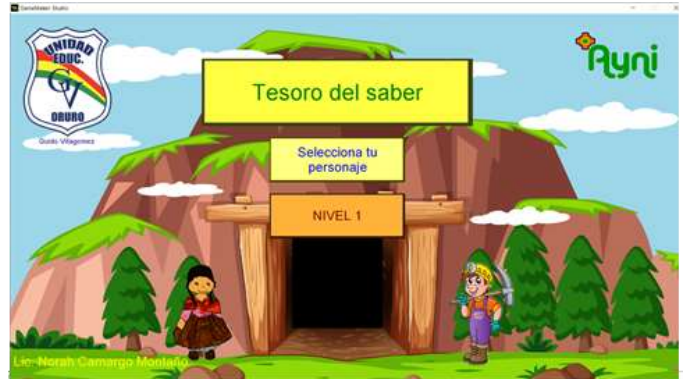 GameMaker Studio
UNIDAD
EDUC.
GV
ORURO
Guido Villagomez
Ayni
Tesoro del saber
Selecciona tu
personaje
NIVEL 1
Lic. Norah Camargo Montaño